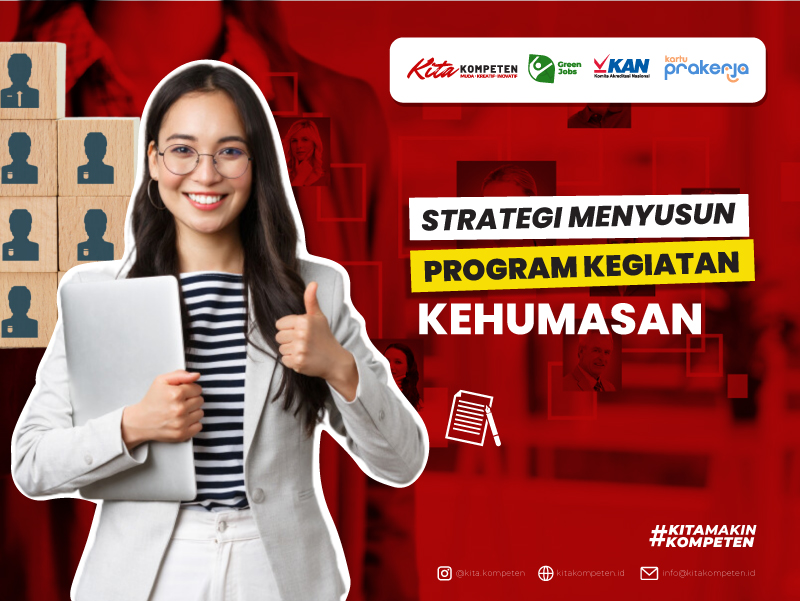 Kita KOMPETEN
MUDA · KREATIF · INOVATIF
Green
Jobs
KAN
Komite Akreditasi Nasional
kartu
prakerja
STRATEGI MENYUSUN
PROGRAM KEGIATAN
KEHUMASAN
#KITAMAKIN
KOMPETEN
@kita.kompeten
kitakompeten.id
info@kitakompeten.id